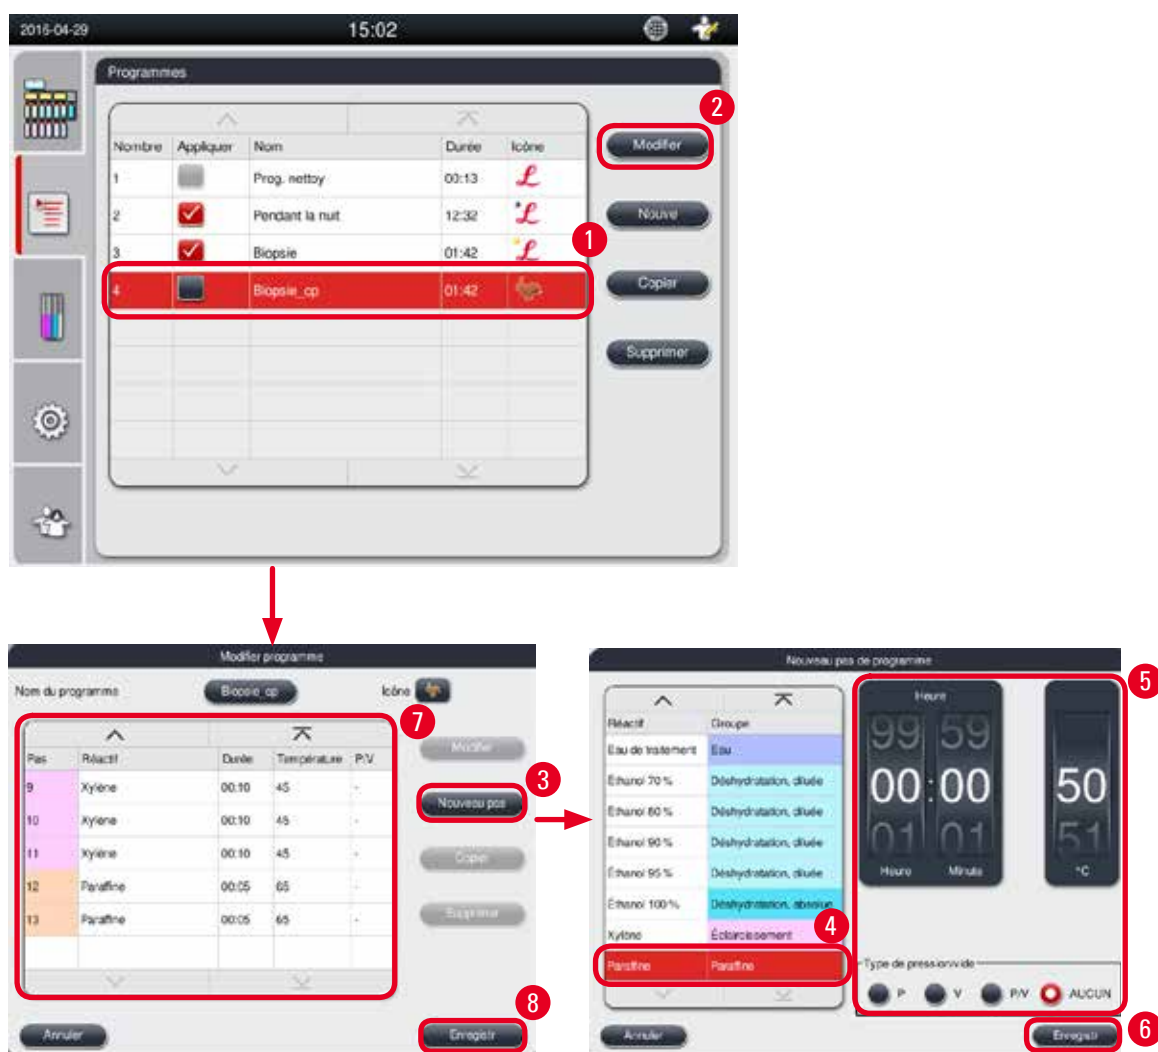 2016-04-29 15:02
Programmes
2
Nombre Appliquer Nom Durée Icône
Modifier
1 Prog. nettoy 00:13 L
2 Pendant la nuit 12:32 L
Nouve
1
3 Biopsie 01:42 L
4 Biopsie_cp 01:42
Copier
Supprimer
Modifier programme
Nom du programme Biopsie_cp Icône
7
Modifier
Pas Réactif Durée Température P/V
9 Xylène 00:10 45 -
3
Nouveau pas
10 Xylène 00:10 45 -
11 Xylène 00:10 45 -
Copier
12 Paraffine 00:05 65 -
13 Paraffine 00:05 65 -
Supprimer
8
Annuler Enregistr
Nouveau pas de programme
5
Réactif Groupe
Eau de traitement Eau
Éthanol 70 % Déshydratation, diluée
Éthanol 80 % Déshydratation, diluée
Éthanol 90 % Déshydratation, diluée
Éthanol 95 % Déshydratation, diluée
Éthanol 100 % Déshydratation, absolue
4
Xylène Éclaircissement
Paraffine Paraffine
Heure
99 59
00:00 50
01 01 51
Heure Minute °C
Type de pression/vide
P V P/V AUCUN
6
Annuler Enregistr